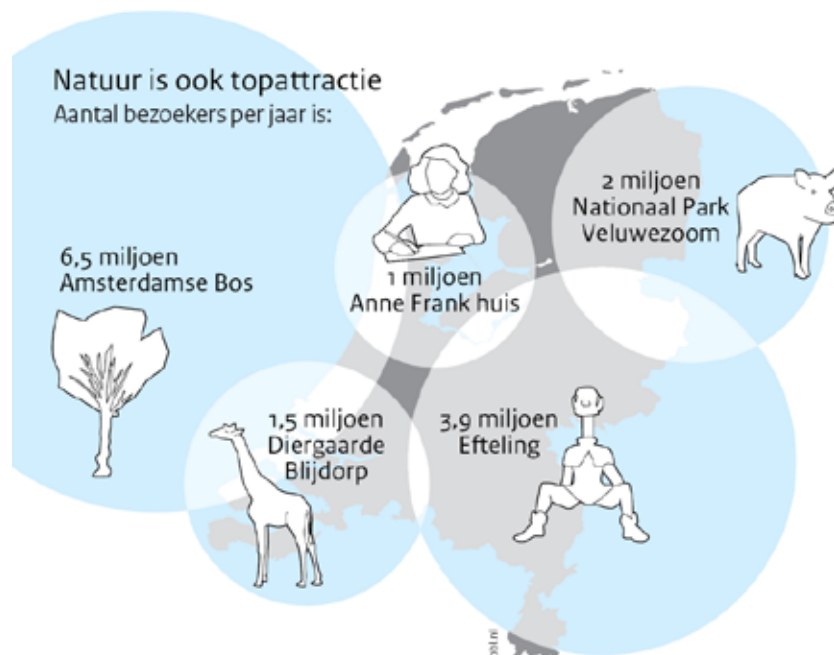 Natuur is ook topattractie
Aantal bezoekers per jaar is:
6,5 miljoen
Amsterdamse Bos
1 miljoen
Anne Frank huis
2 miljoen
Nationaal Park
Veluwezoom
1,5 miljoen
Diergaarde
Blijdorp
3,9 miljoen
Efteling